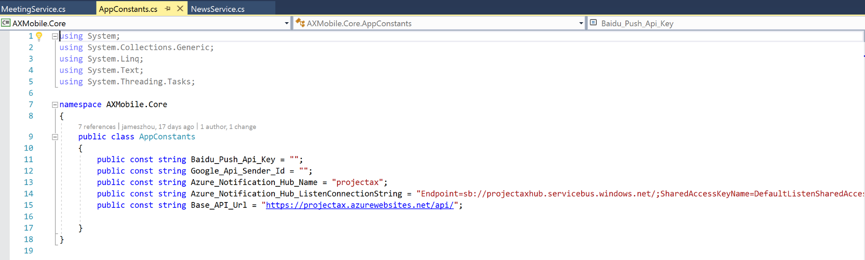 MeetingService.cs AppConstants.cs NewsService.cs
AXMobile.Core AXMobile.Core.AppConstants Baidu_Push_Api_Key
1 using System;
2 using System.Collections.Generic;
3 using System.Linq;
4 using System.Text;
5 using System.Threading.Tasks;
6
7 namespace AXMobile.Core
8 {
7 references | jameszhou, 17 days ago | 1 author, 1 change
9 public class AppConstants
10 {
11 public const string Baidu_Push_Api_Key = "";
12 public const string Google_Api_Sender_Id = "";
13 public const string Azure_Notification_Hub_Name = "projectax";
14 public const string Azure_Notification_Hub_ListenConnectionString = "Endpoint=sb://projectaxhub.servicebus.windows.net/;SharedAccessKeyName=DefaultListenSharedAcces
15 public const string Base_API_Url = "https://projectax.azurewebsites.net/api/";
16
17 }
18 }
19